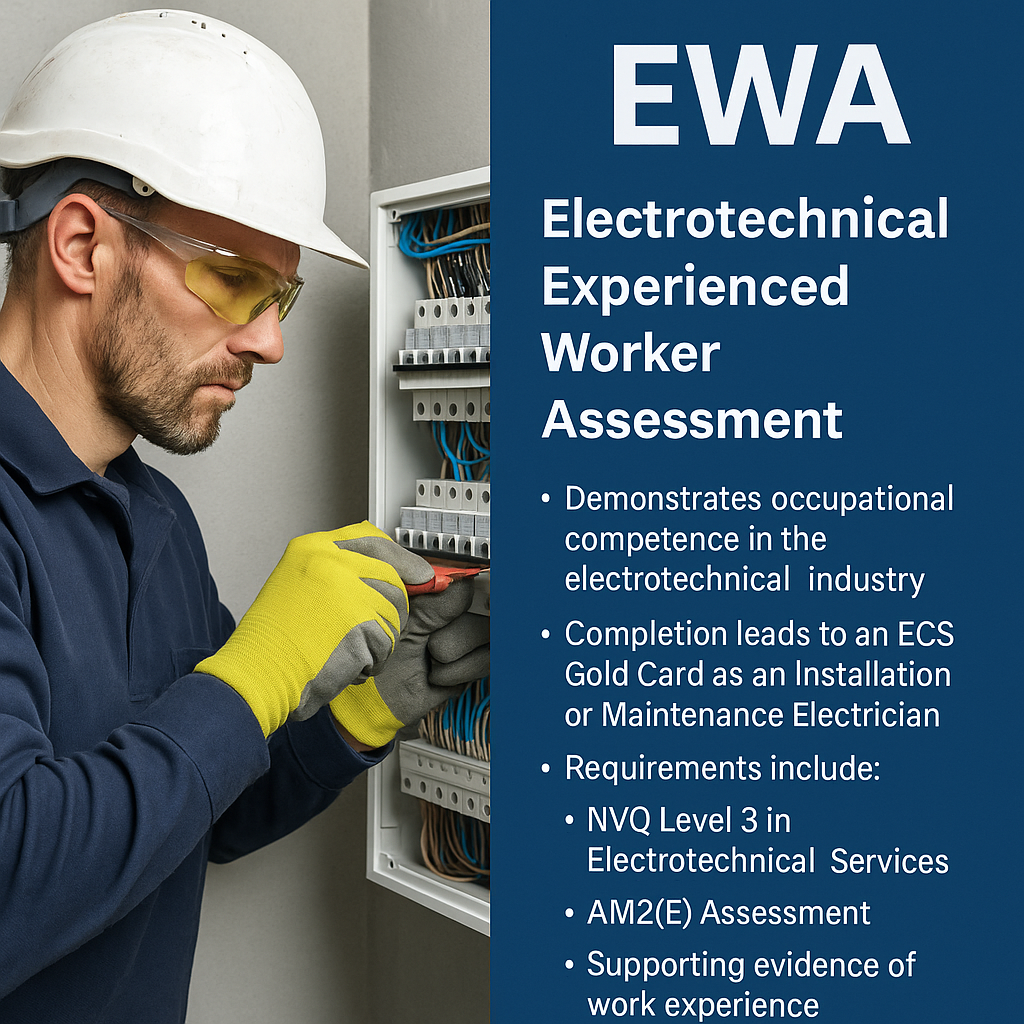 EWA
Electrotechnical
Experienced
Worker
Assessment
• Demonstrates occupational
competence in the
electrotechnical industry
• Completion leads to an ECS
Gold Card as an Installation
or Maintenance Electrician
• Requirements include:
• NVQ Level 3 in
Electrotechnical Services
• AM2(E) Assessment
• Supporting evidence of
work experience